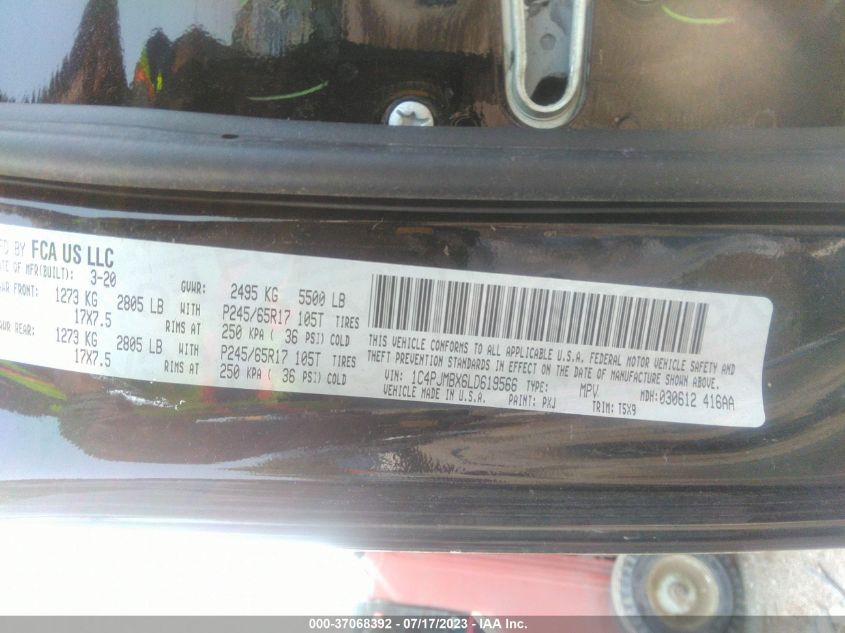 FD BY FCA US LLC
ATE OF MFR(BUILT): 3-20 GVWR: 2495 KG 5500 LB
AWR FRONT: 1273 KG 2805 LB WITH P245/65R17 105T TIRES
17X7.5 RIMS AT 250 KPA ( 36 PSI) COLD
AWR REAR: 1273 KG 2805 LB WITH P245/65R17 105T TIRES
17X7.5 RIMS AT 250 KPA ( 36 PSI) COLD
THIS VEHICLE CONFORMS TO ALL APPLICABLE U.S.A. FEDERAL MOTOR VEHICLE SAFETY AND
THEFT PREVENTION STANDARDS IN EFFECT ON THE DATE OF MANUFACTURE SHOWN ABOVE.
VIN: 1C4PJMBX6LD619566 TYPE: MPV MDH:030612 416AA
VEHICLE MADE IN U.S.A. PAINT: PXJ TRIM: T5X9
000-37068392 - 07/17/2023 - IAA Inc.